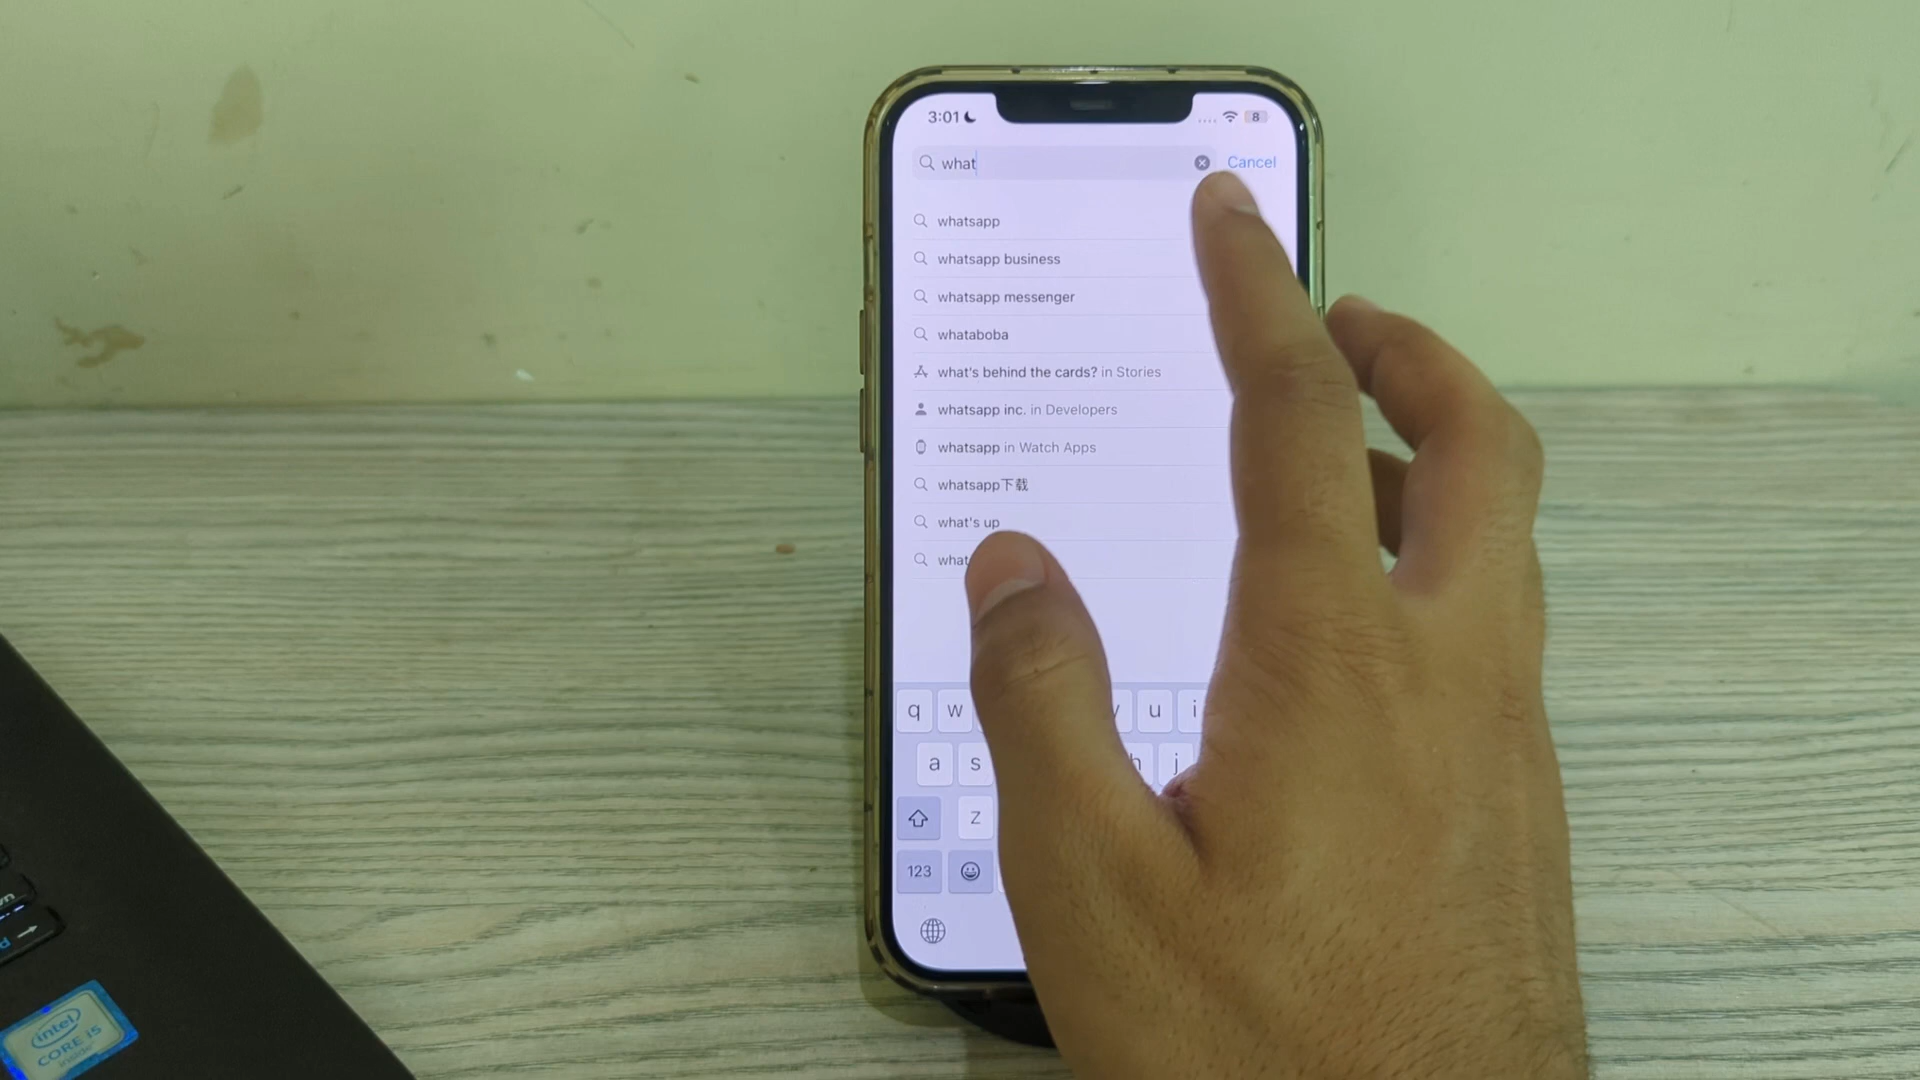 3:01
8
what
Cancel
whatsapp
whatsapp business
whatsapp messenger
whataboba
what's behind the cards? in Stories
whatsapp inc. in Developers
whatsapp in Watch Apps
whatsapp下载
what's up
what
q w u i
a s h j
z
123
intel
CORE i5
inside